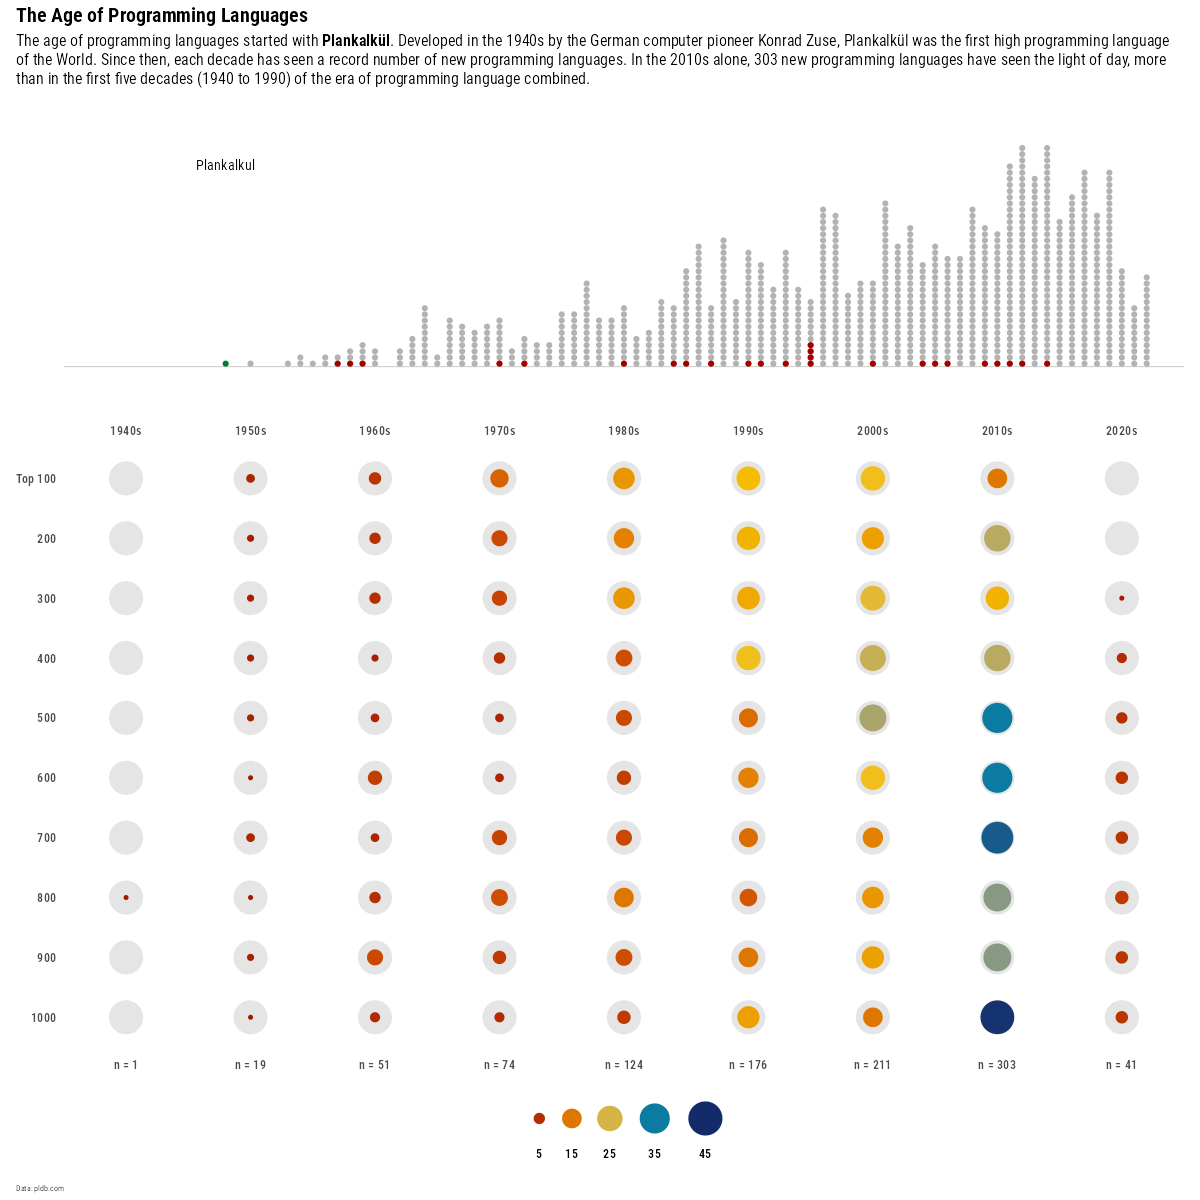 The Age of Programming Languages
The age of programming languages started with Plankalkül. Developed in the 1940s by the German computer pioneer Konrad Zuse, Plankalkül was the first high programming language
of the World. Since then, each decade has seen a record number of new programming languages. In the 2010s alone, 303 new programming languages have seen the light of day, more
than in the first five decades (1940 to 1990) of the era of programming language combined.
Plankalkul
1940s 1950s 1960s 1970s 1980s 1990s 2000s 2010s 2020s
Top 100
200
300
400
500
600
700
800
900
1000
n = 1 n = 19 n = 51 n = 74 n = 124 n = 176 n = 211 n = 303 n = 41
5 15 25 35 45
Data: pldb.com